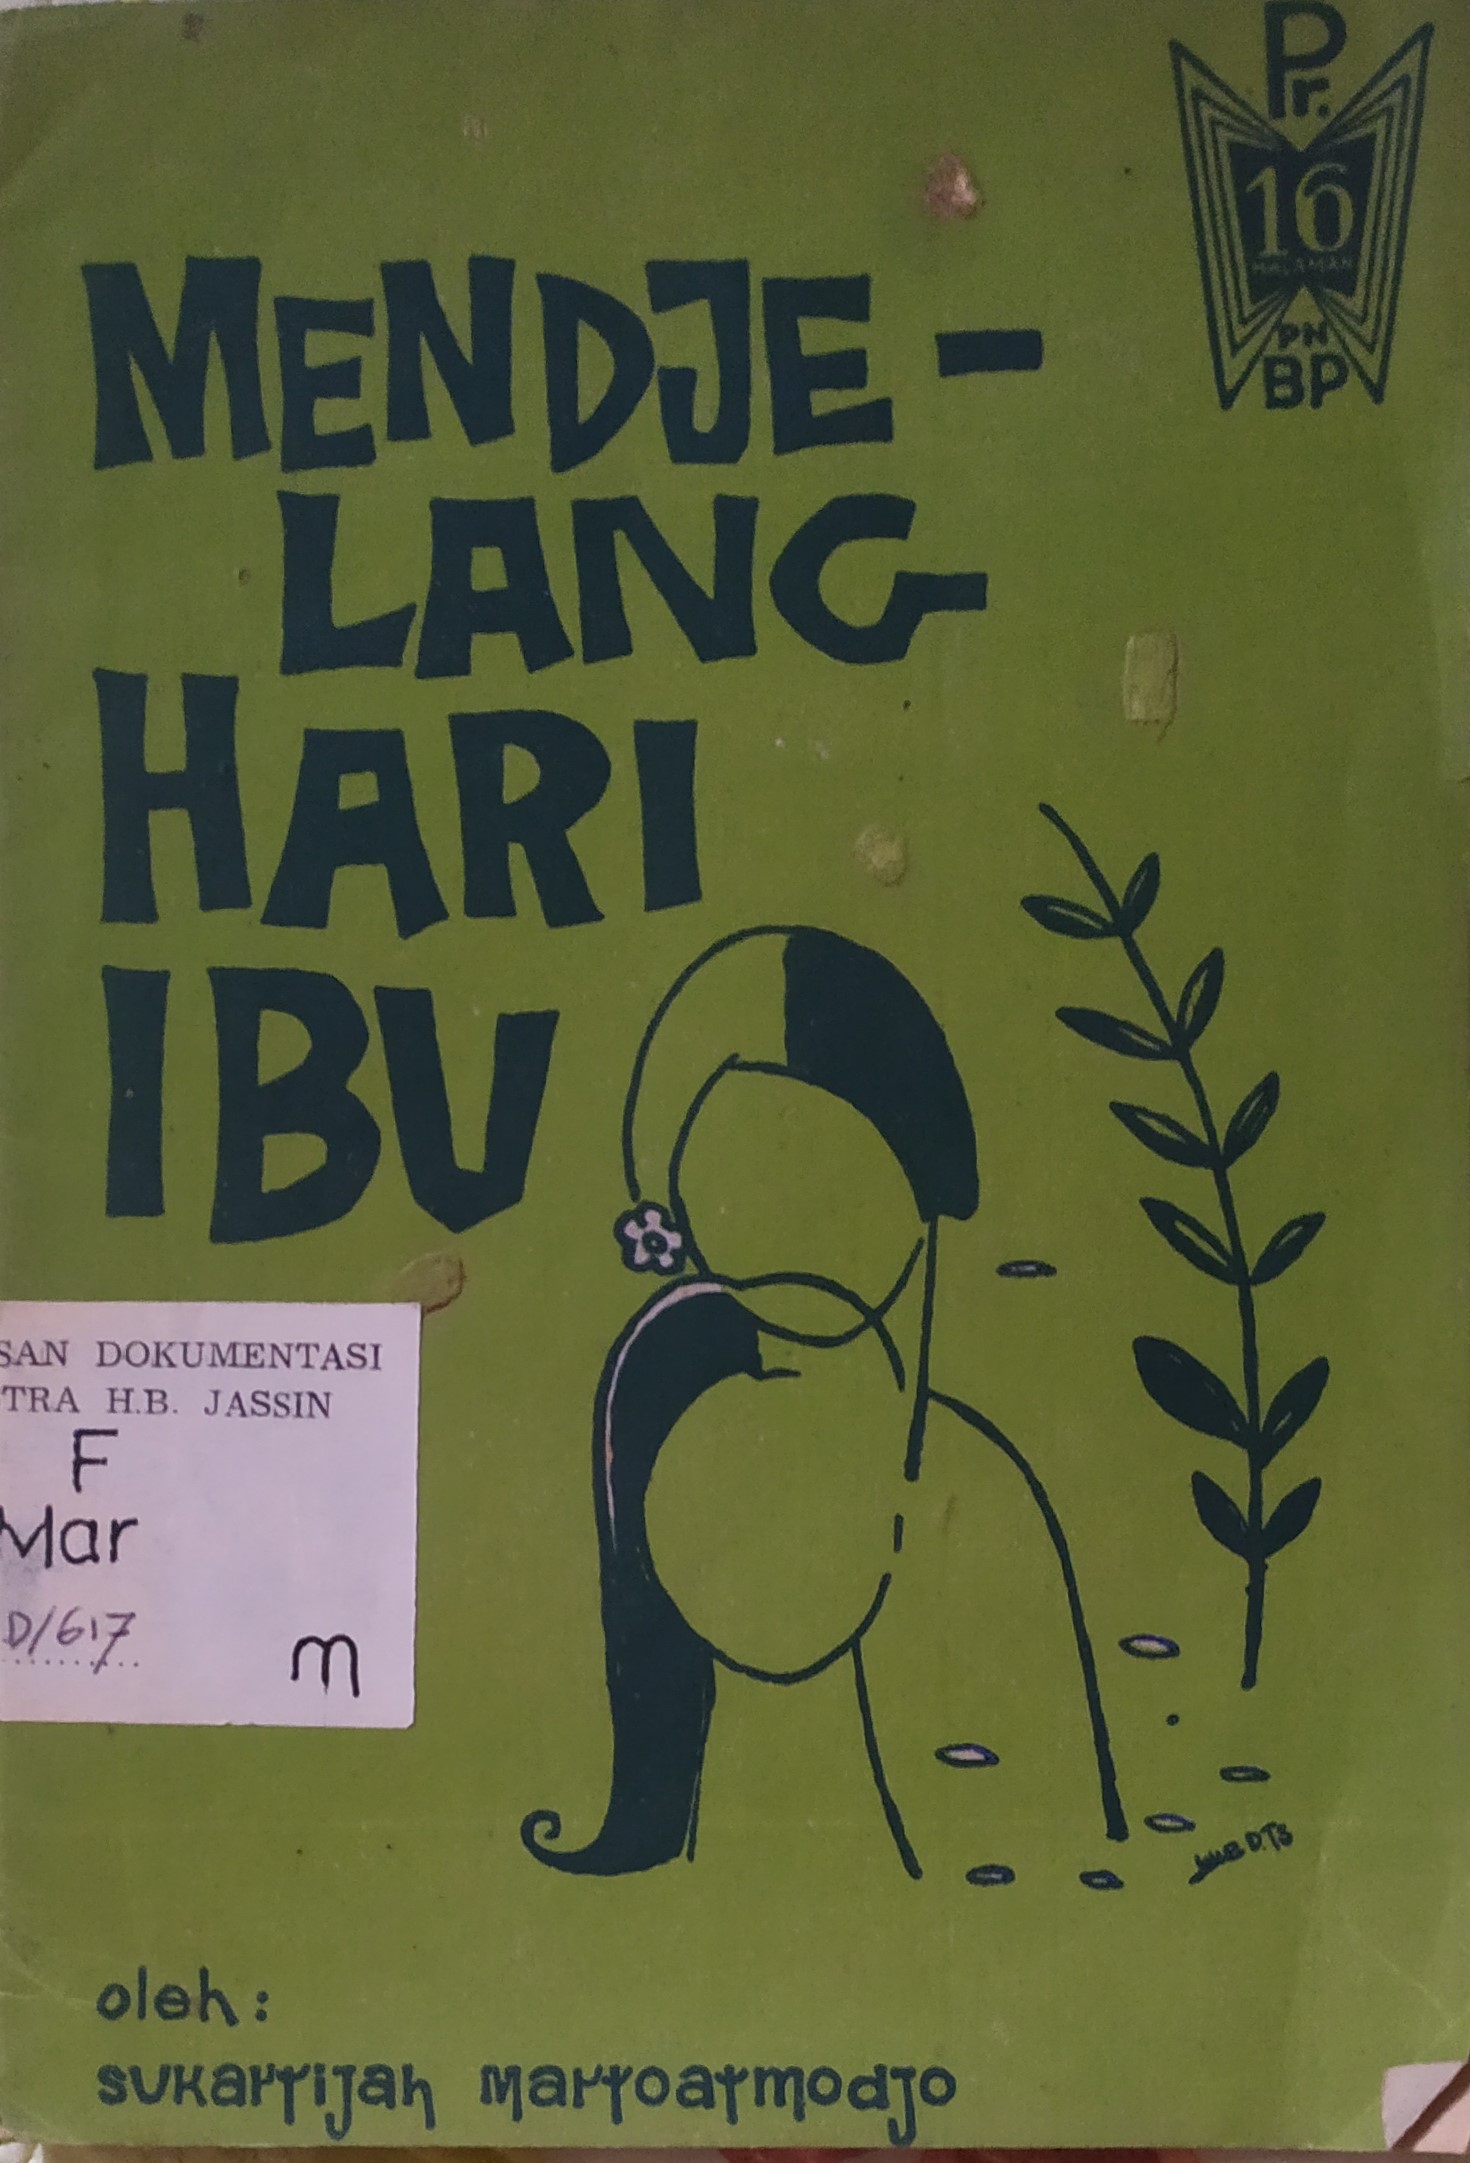 Pr.
16
HALAMAN
PN
BP
MENDJE-
LANG
HARI
IBU
SAN DOKUMENTASI
TRA H.B. JASSIN
F
Mar
D/617
m
oleh:
sukartijah martoatmodjo